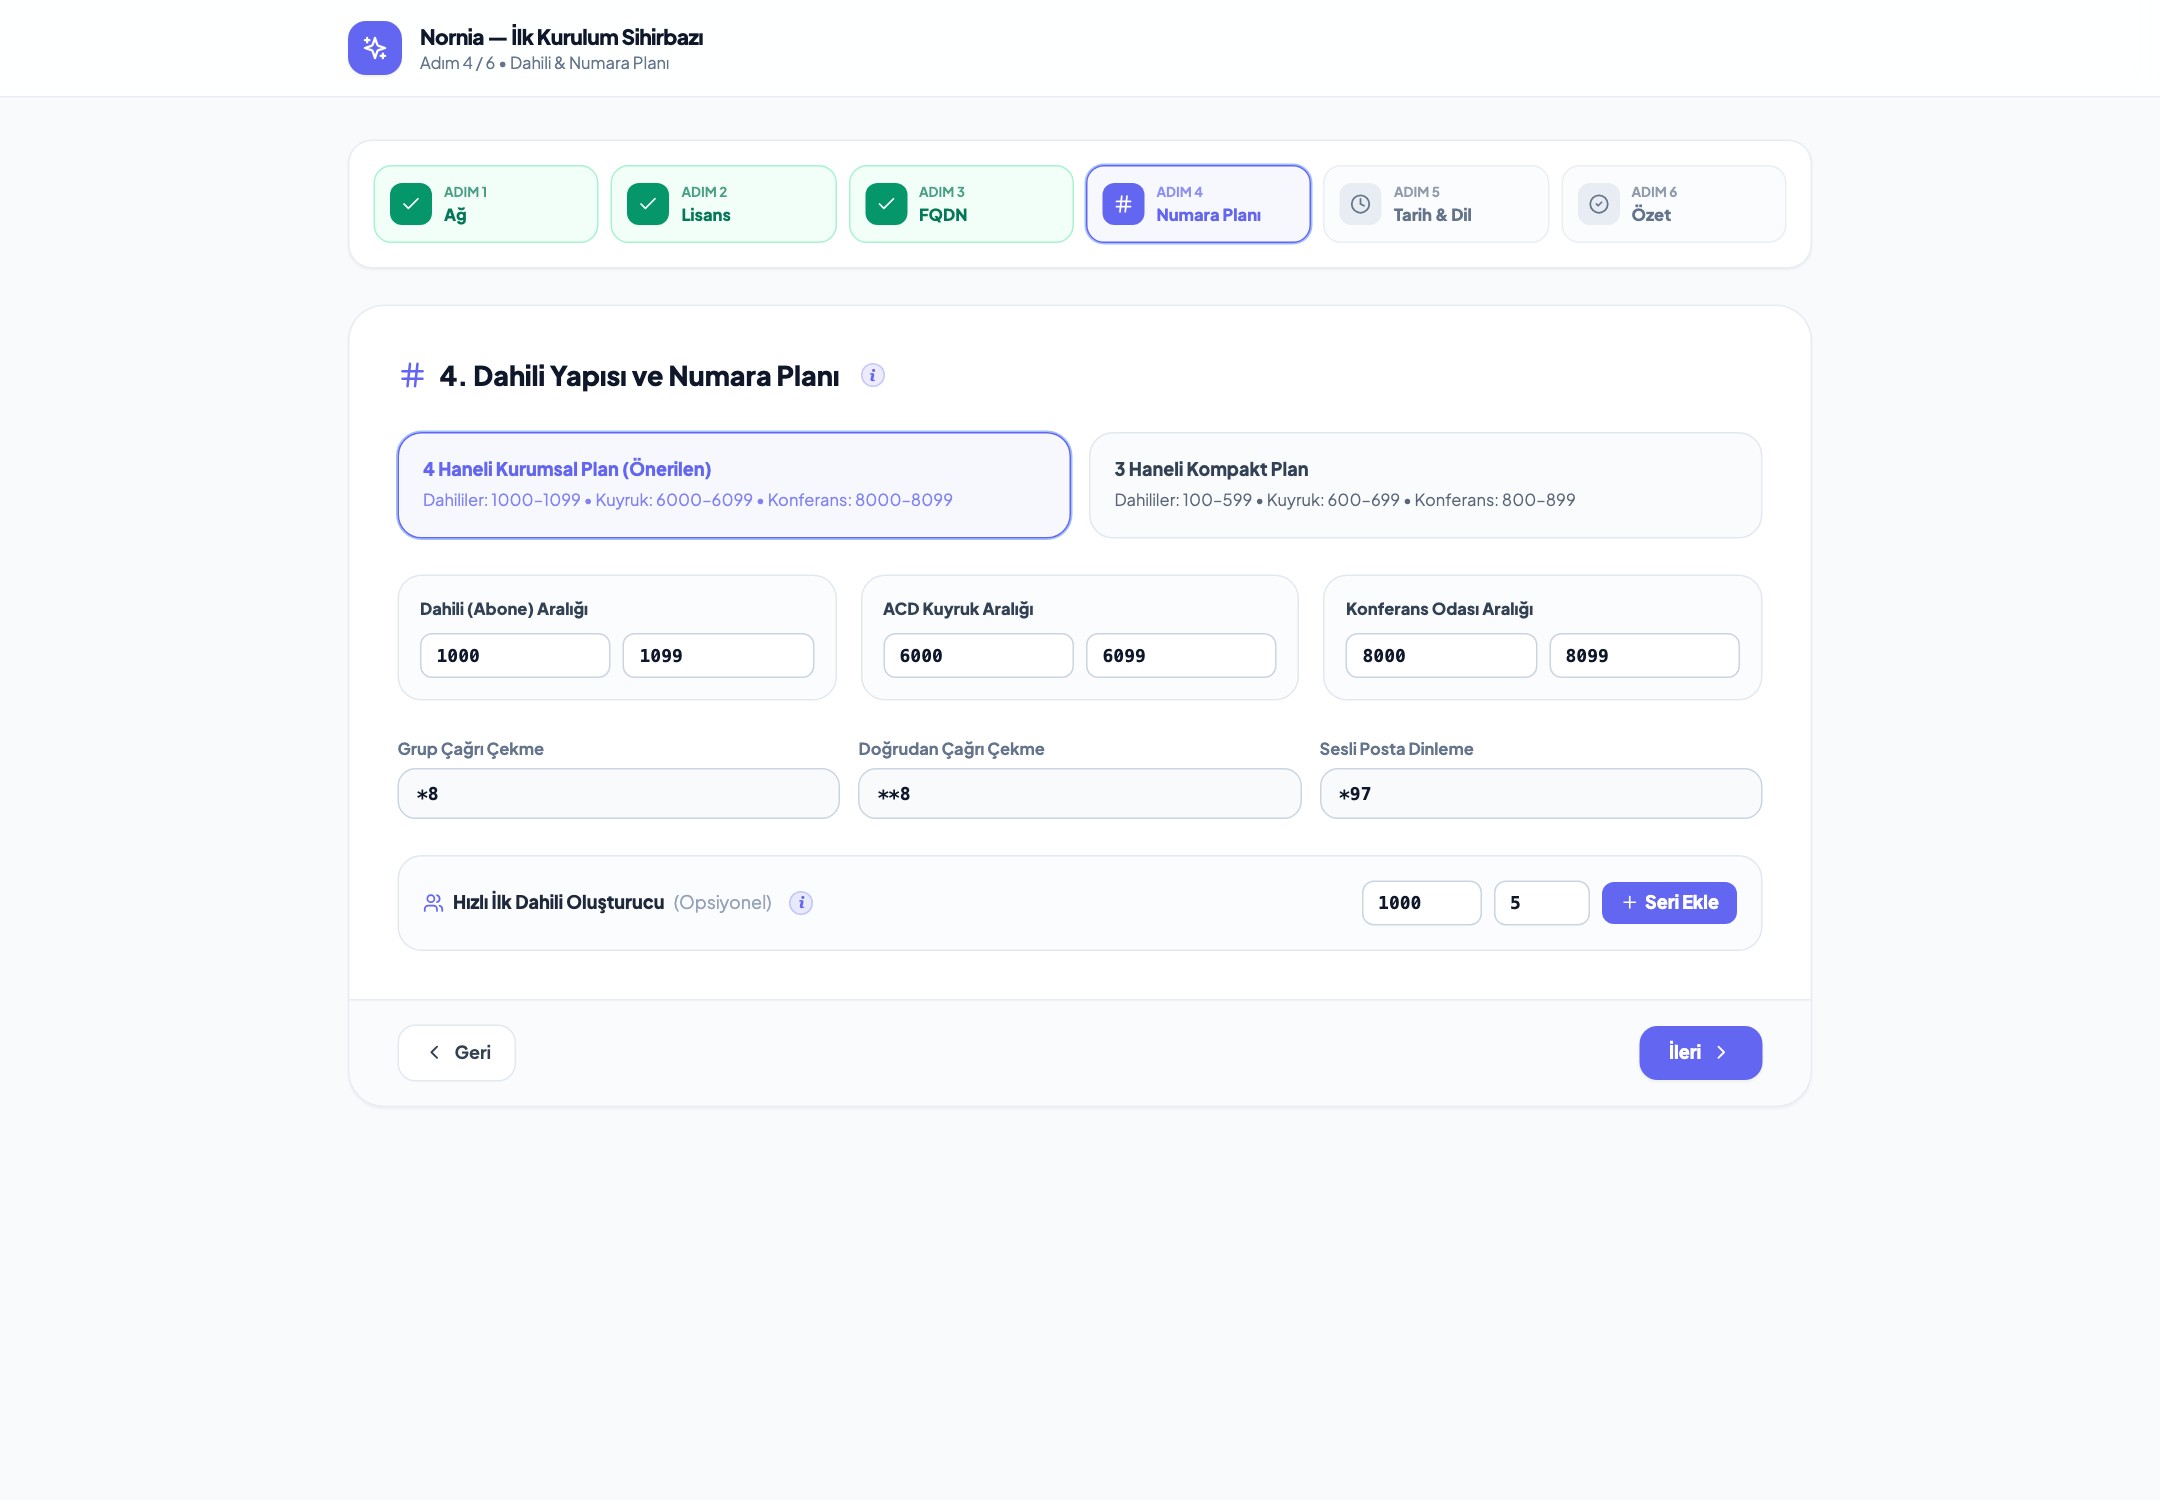 Nornia — İlk Kurulum Sihirbazı
Adım 4 / 6 • Dahili & Numara Planı
ADIM 1
Ağ
ADIM 2
Lisans
ADIM 3
FQDN
ADIM 4
Numara Planı
ADIM 5
Tarih & Dil
ADIM 6
Özet
4. Dahili Yapısı ve Numara Planı
4 Haneli Kurumsal Plan (Önerilen)
Dahililer: 1000–1099 • Kuyruk: 6000–6099 • Konferans: 8000–8099
3 Haneli Kompakt Plan
Dahililer: 100–599 • Kuyruk: 600–699 • Konferans: 800–899
Dahili (Abone) Aralığı
1000 1099
ACD Kuyruk Aralığı
6000 6099
Konferans Odası Aralığı
8000 8099
Grup Çağrı Çekme
*8
Doğrudan Çağrı Çekme
**8
Sesli Posta Dinleme
*97
Hızlı İlk Dahili Oluşturucu (Opsiyonel)
1000 5 + Seri Ekle
Geri
İleri